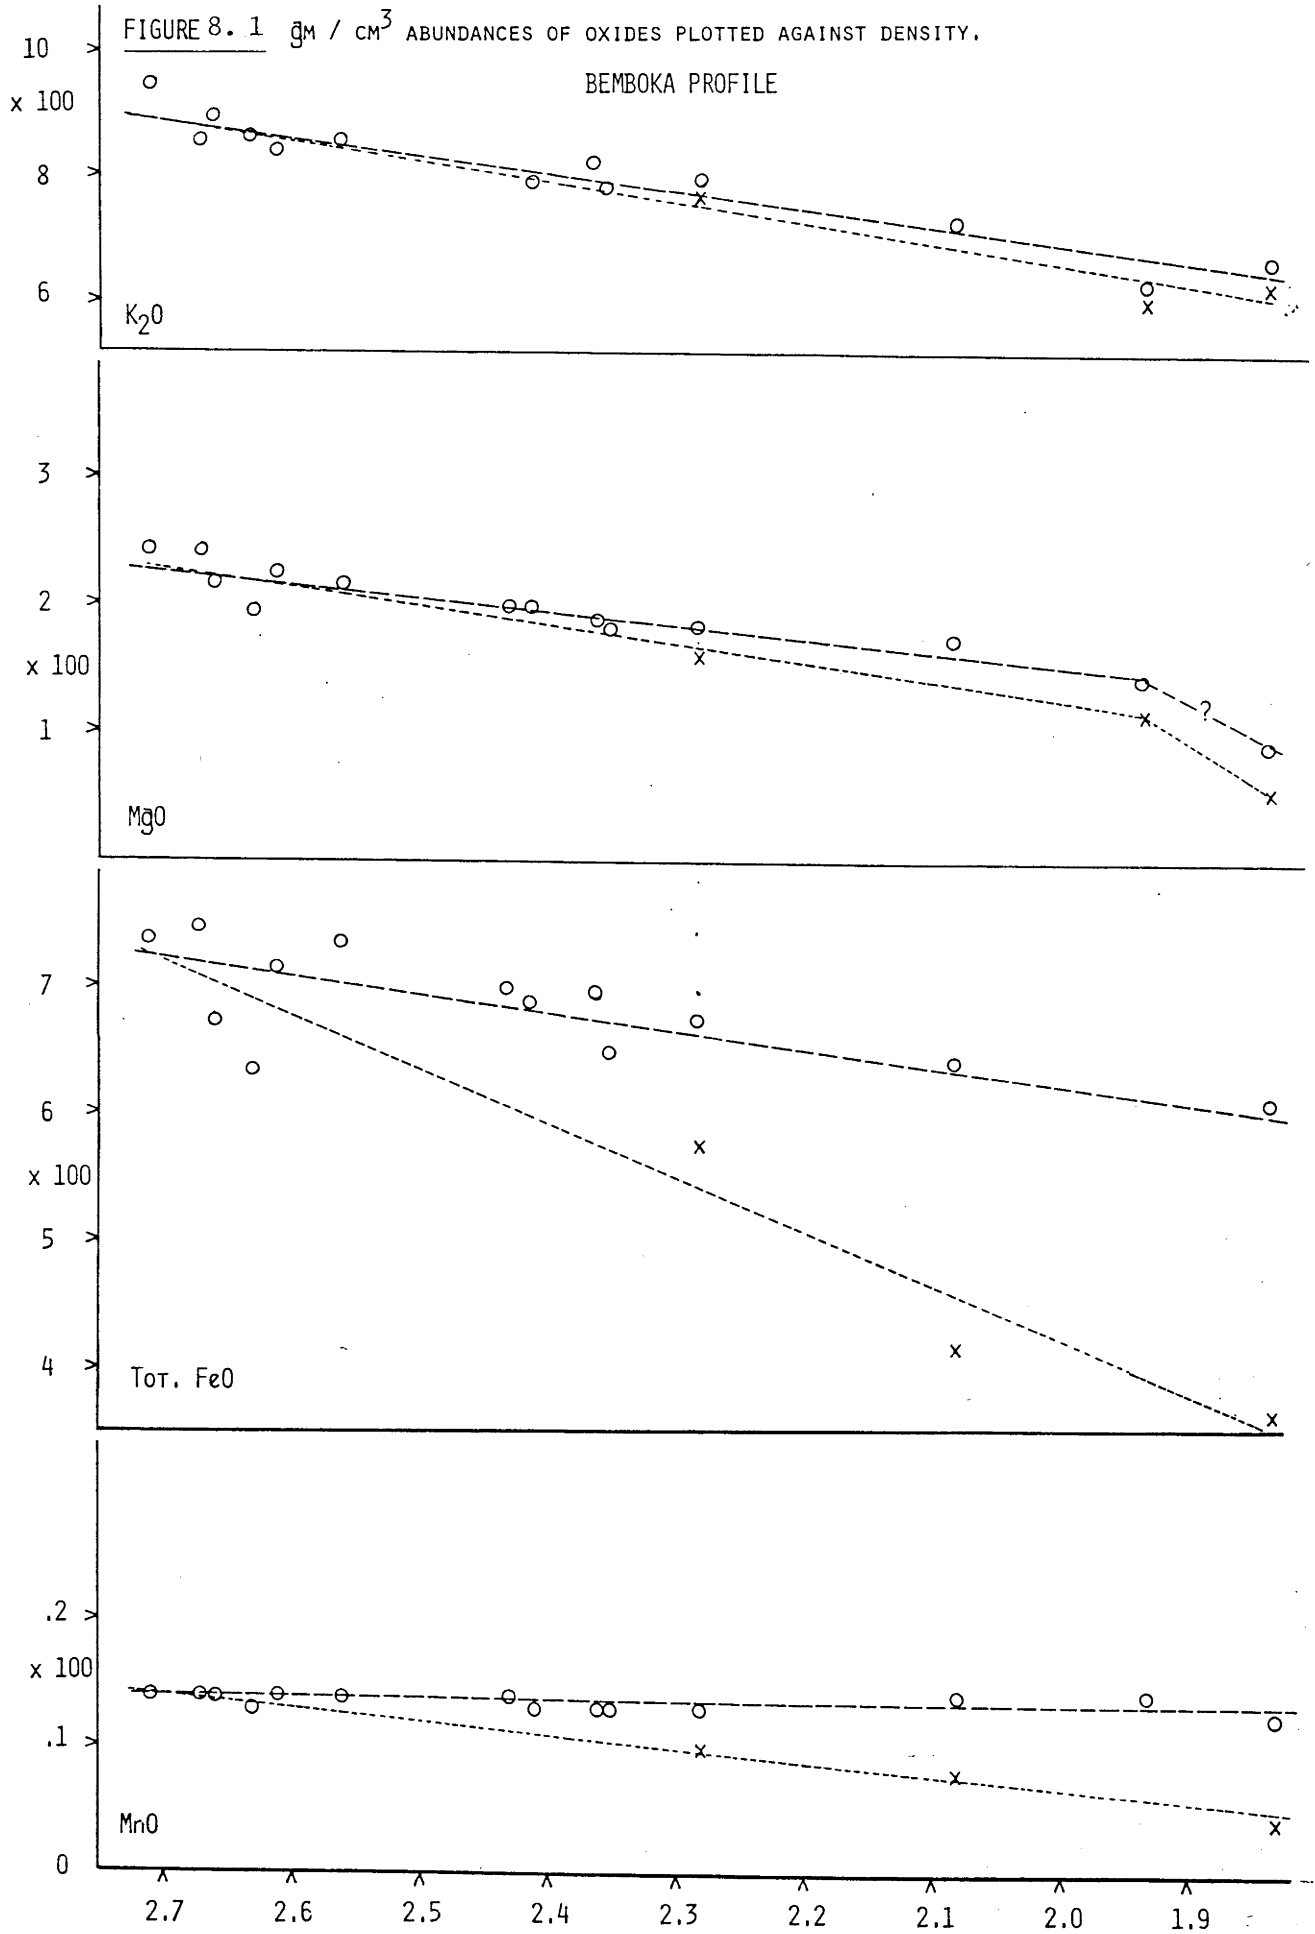 FIGURE 8.1 gM / CM³ ABUNDANCES OF OXIDES PLOTTED AGAINST DENSITY.
BEMBOKA PROFILE
10
x 100
8
6
K₂O
3
2
x 100
1
?
MgO
7
6
x 100
5
4
TOT. FeO
.2
x 100
.1
MnO
0
2.7 2.6 2.5 2.4 2.3 2.2 2.1 2.0 1.9